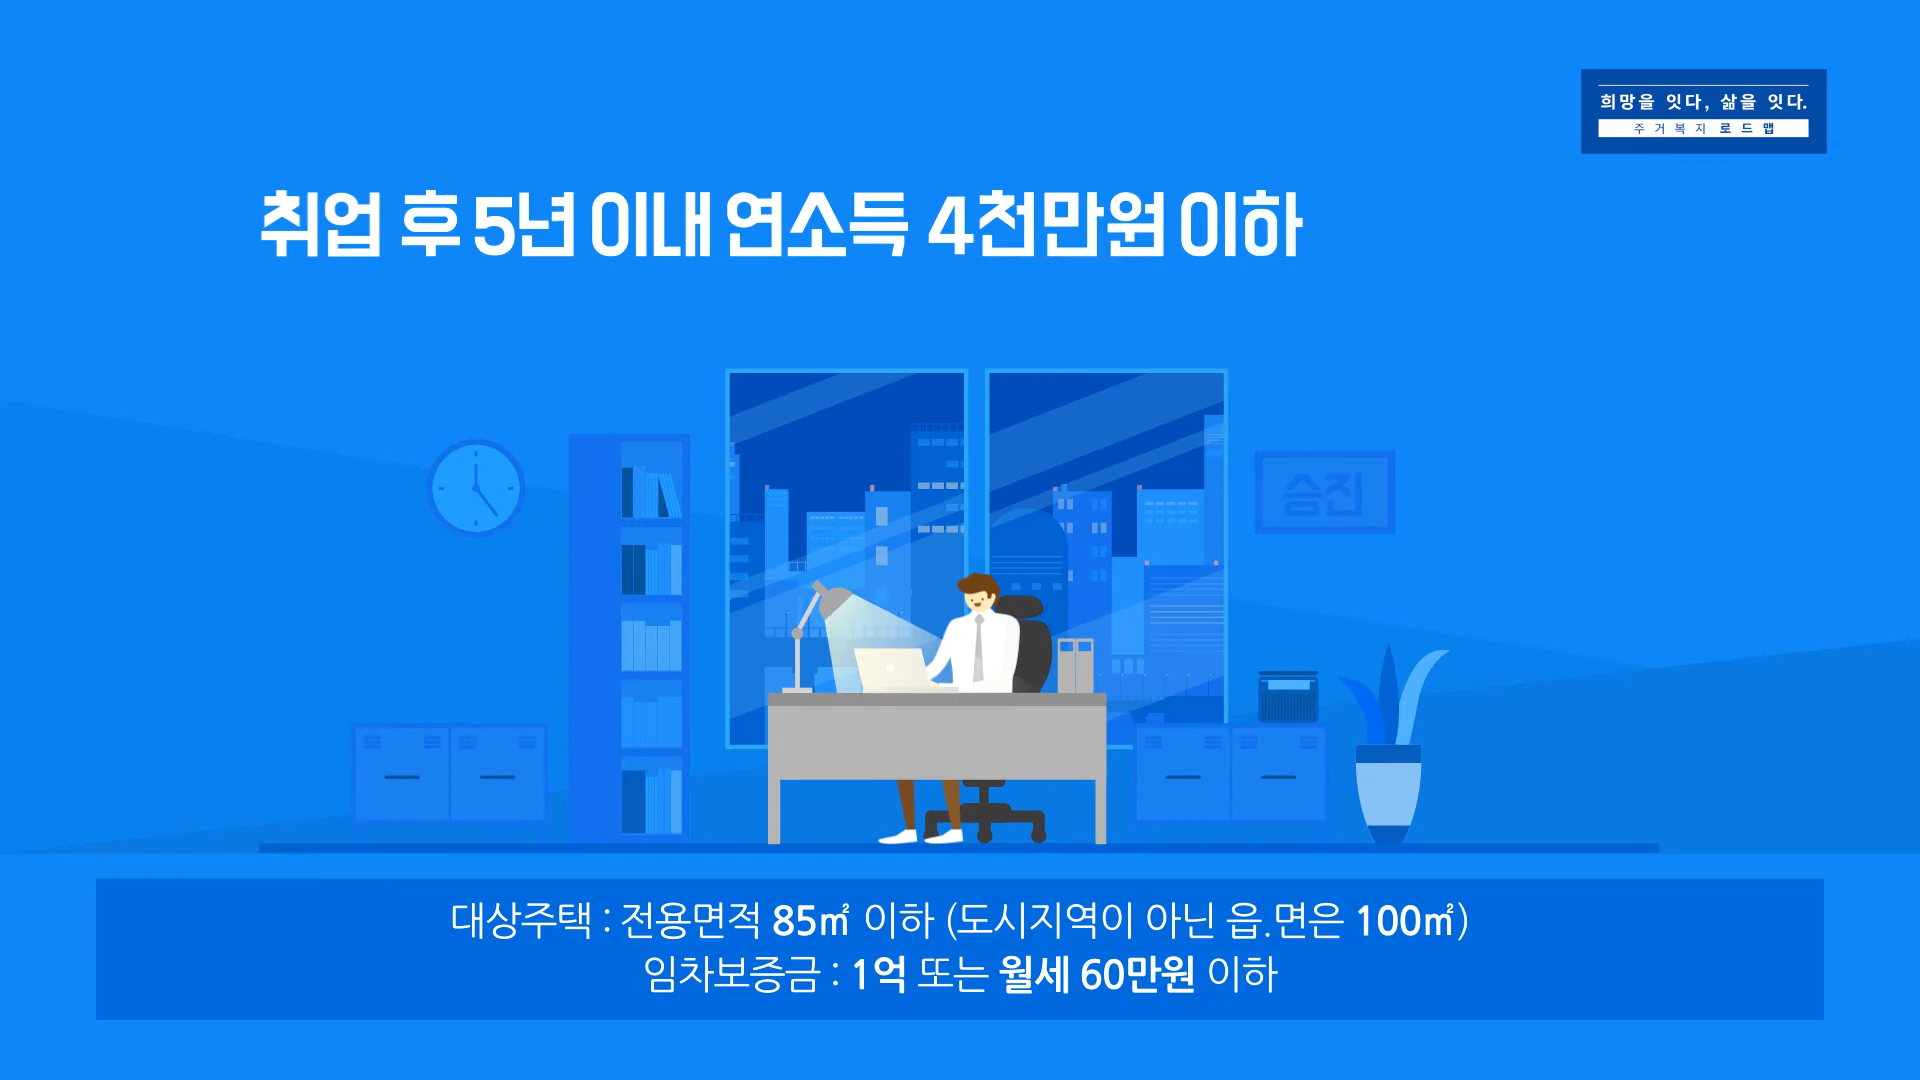 희망을 잇다, 삶을 잇다.
주거복지 로드맵
취업 후 5년 이내 연소득 4천만원 이하
승진
대상주택 : 전용면적 85㎡ 이하 (도시지역이 아닌 읍.면은 100㎡)
임차보증금 : 1억 또는 월세 60만원 이하